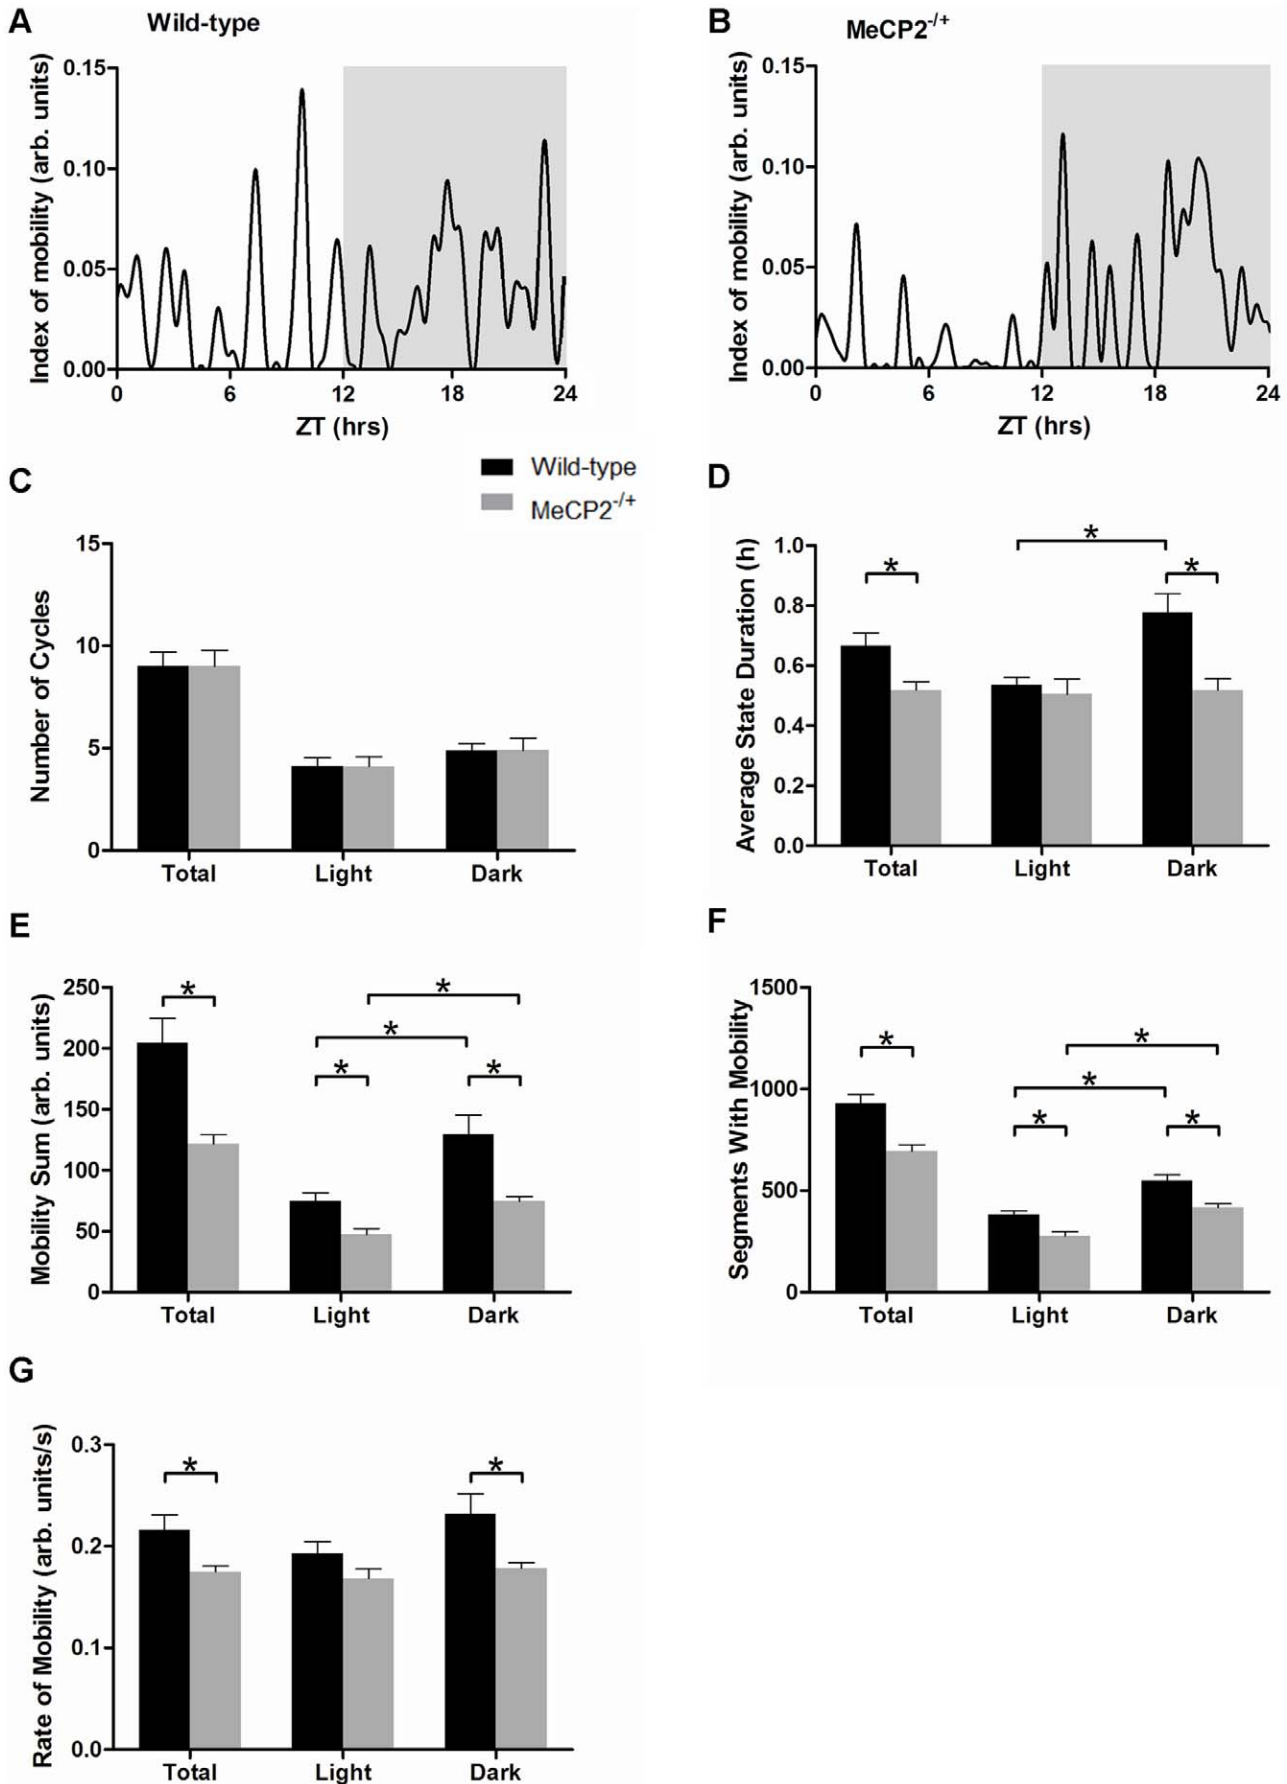 A
Wild-type
Index of mobility (arb. units)
0.15
0.10
0.05
0.00
0 6 12 18 24
ZT (hrs)
B
MeCP2-/+
Index of mobility (arb. units)
0.15
0.10
0.05
0.00
0 6 12 18 24
ZT (hrs)
Wild-type
MeCP2-/+
C
Number of Cycles
15
10
5
0
Total Light Dark
D
Average State Duration (h)
1.0
0.8
0.6
0.4
0.2
0.0
* * *
Total Light Dark
E
Mobility Sum (arb. units)
250
200
150
100
50
0
* * * * *
Total Light Dark
F
Segments With Mobility
1500
1000
500
0
* * * * *
Total Light Dark
G
Rate of Mobility (arb. units/s)
0.3
0.2
0.1
0.0
* *
Total Light Dark